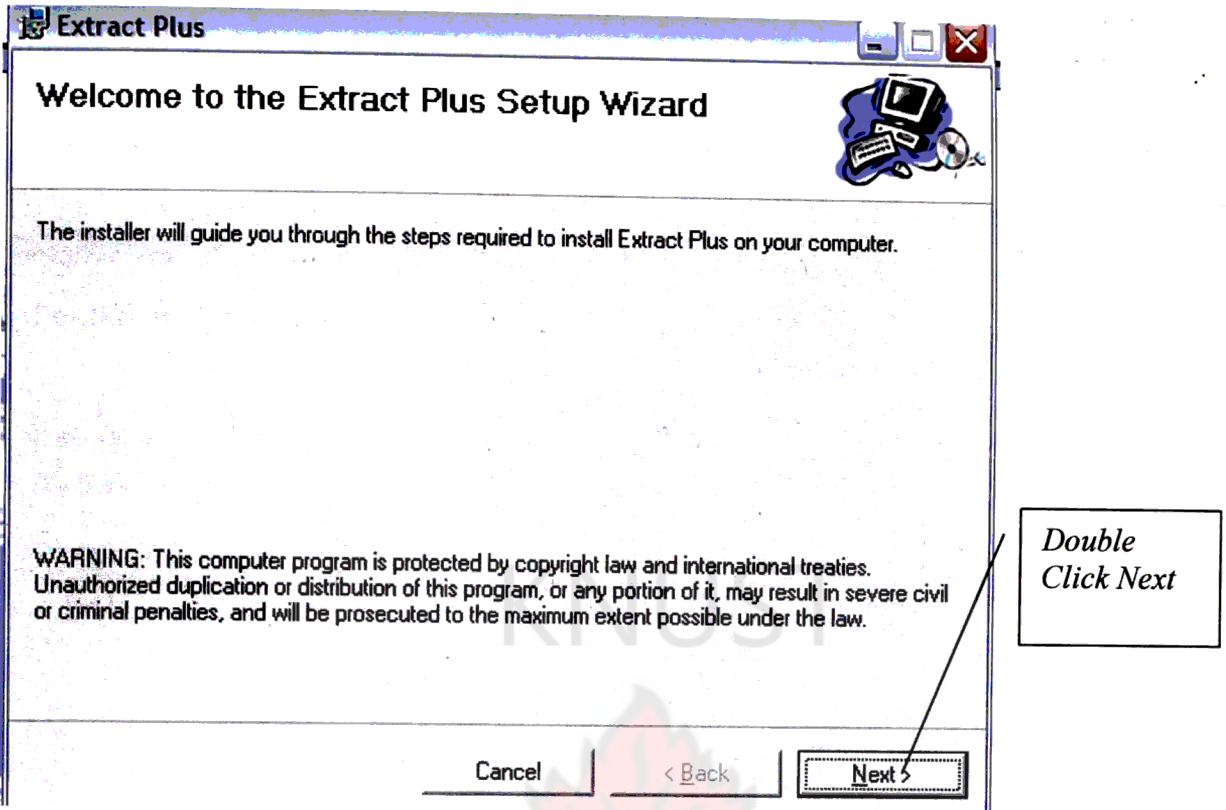 Extract Plus
Welcome to the Extract Plus Setup Wizard
The installer will guide you through the steps required to install Extract Plus on your computer.
WARNING: This computer program is protected by copyright law and international treaties.
Unauthorized duplication or distribution of this program, or any portion of it, may result in severe civil
or criminal penalties, and will be prosecuted to the maximum extent possible under the law.
KNUST
Double
Click Next
Cancel
< Back
Next >